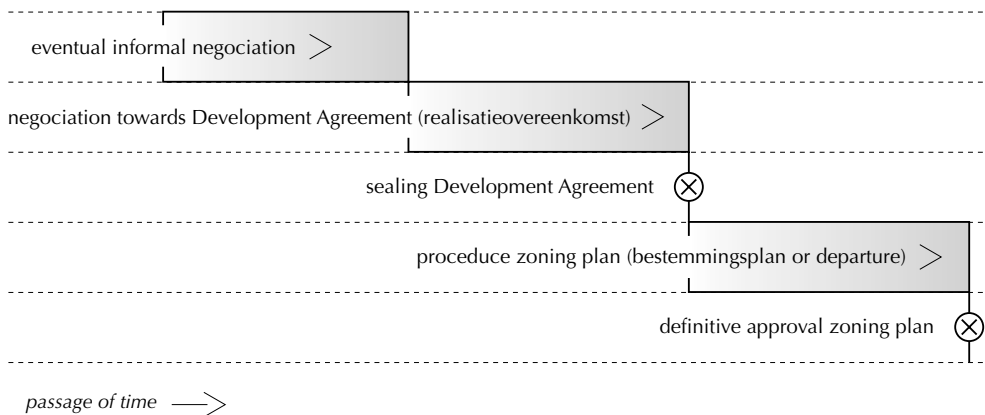 eventual informal negociation
negociation towards Development Agreement (realisatieovereenkomst)
sealing Development Agreement
proceduce zoning plan (bestemmingsplan or departure)
definitive approval zoning plan
passage of time